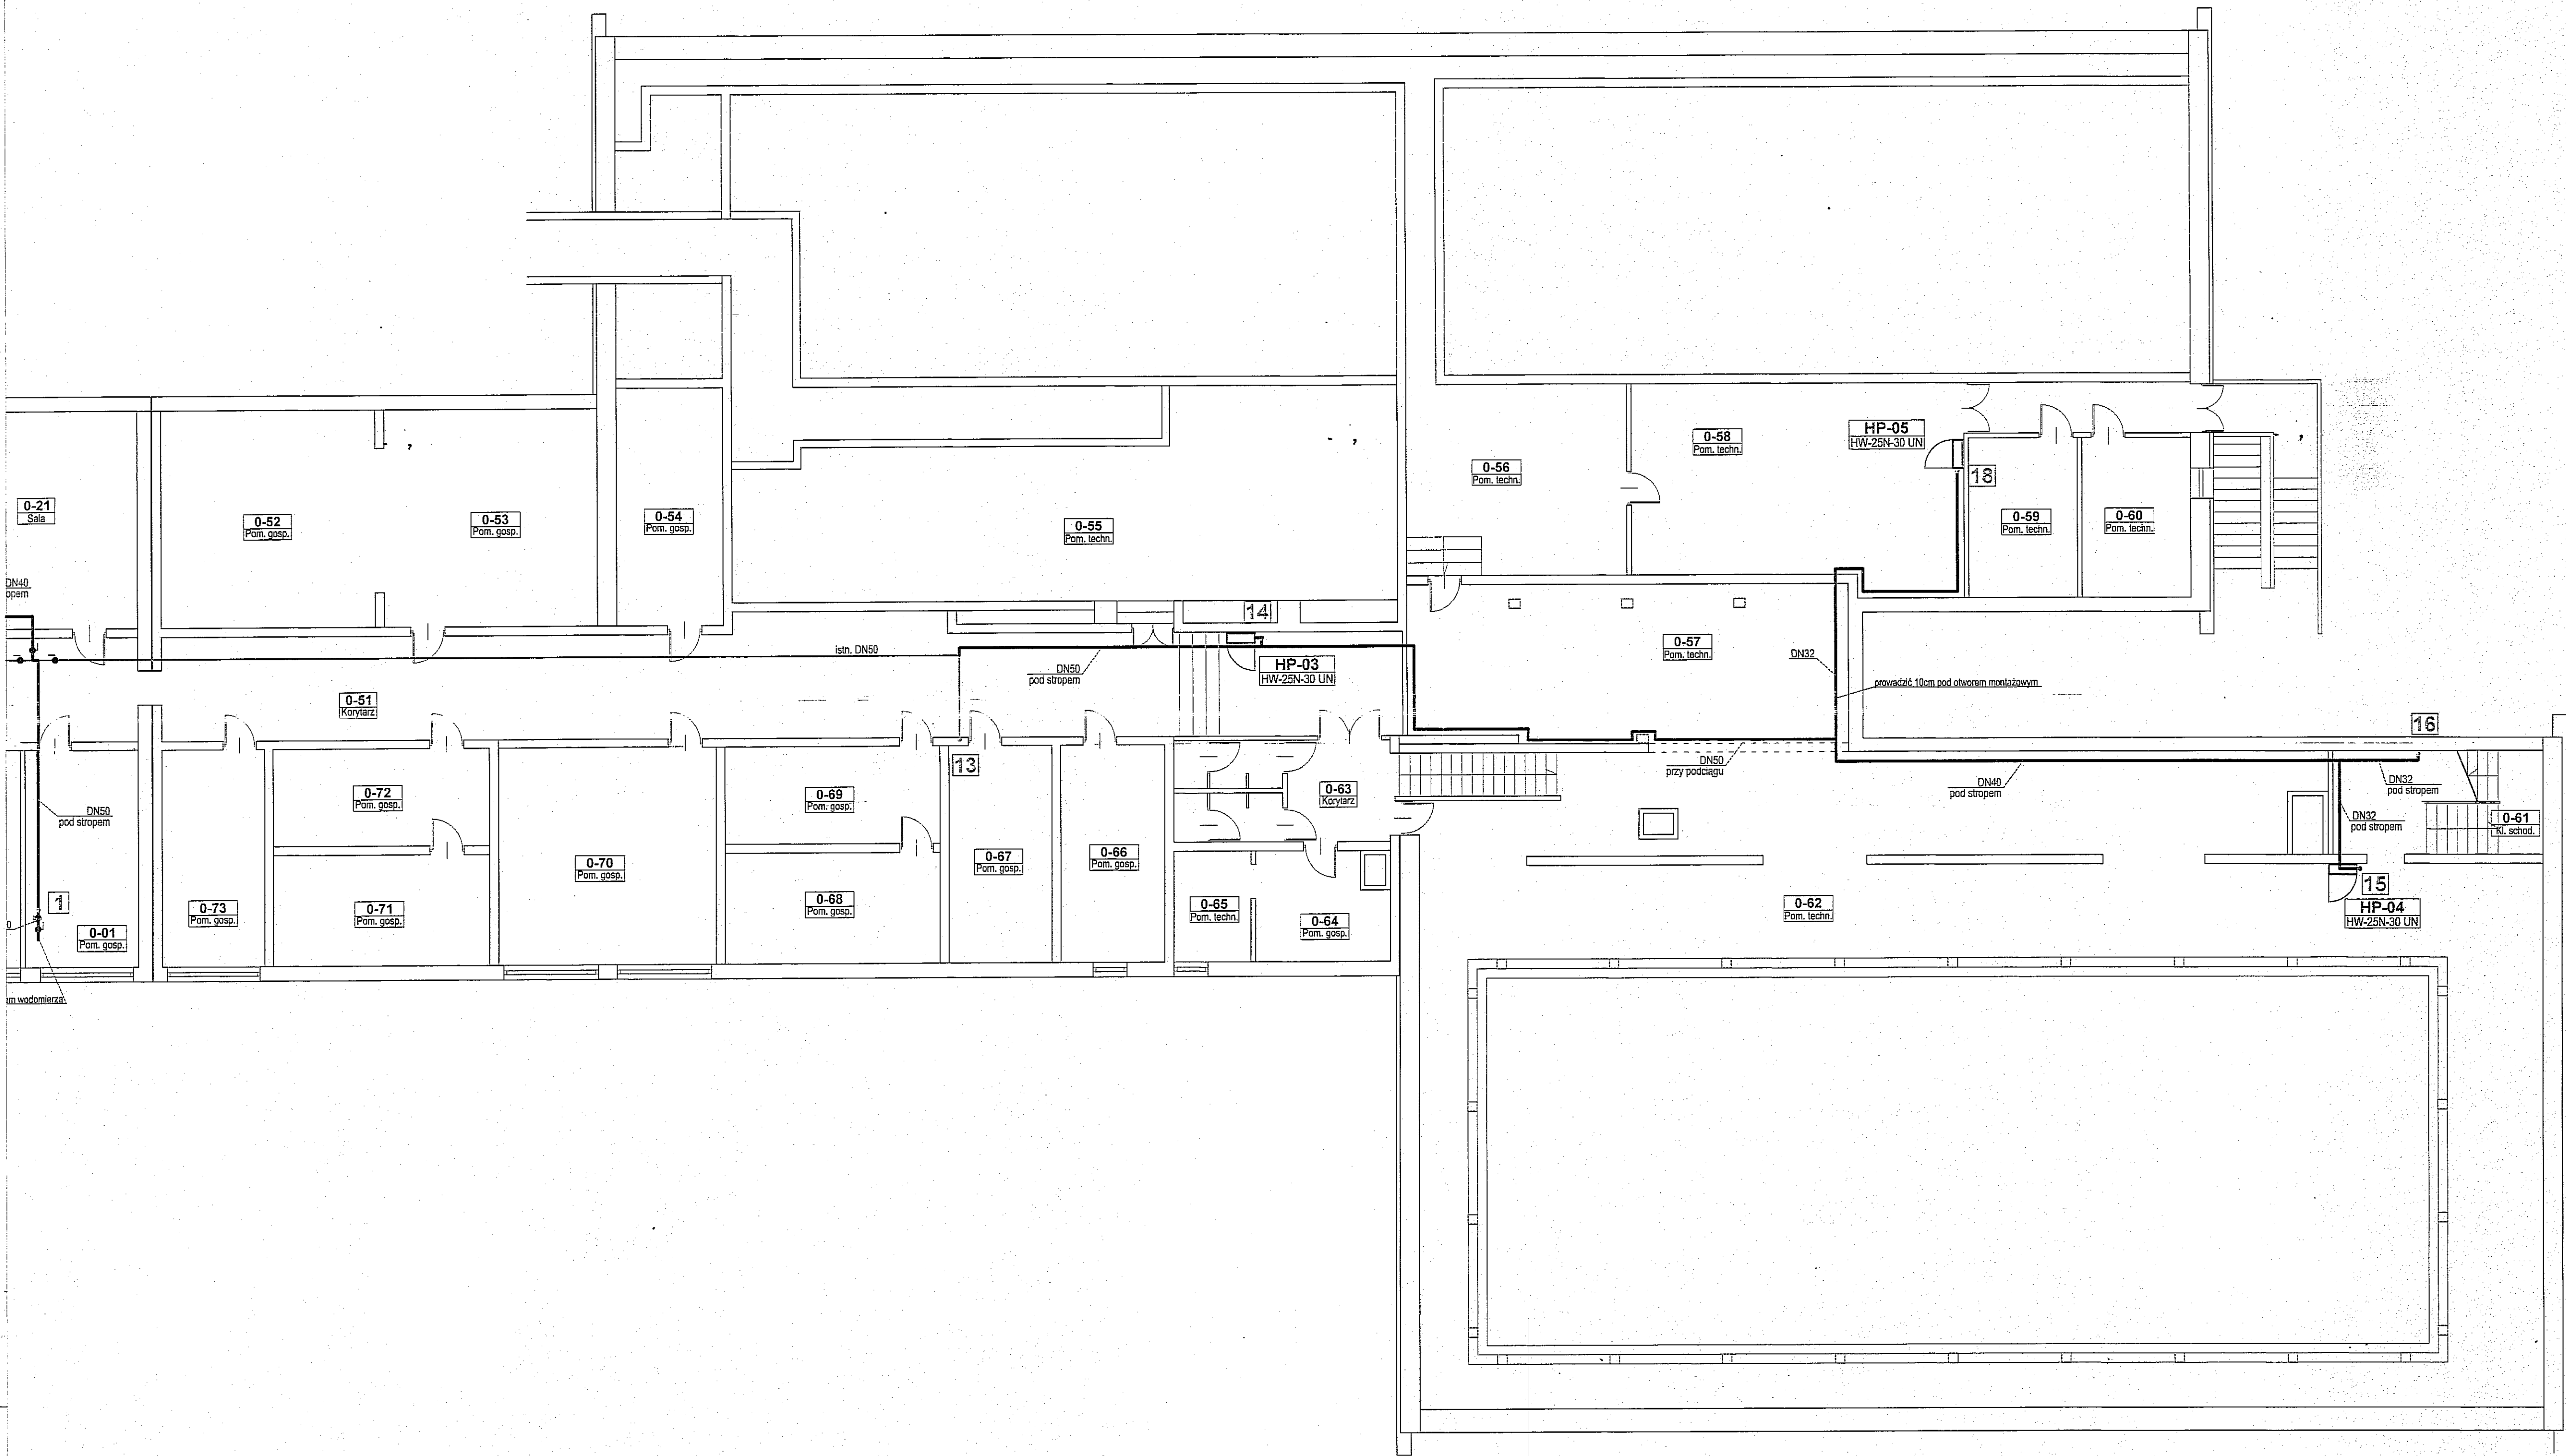 0-21
Sala
0-52
Pom. gosp.
0-53
Pom. gosp.
0-54
Pom. gosp.
0-55
Pom. techn.
0-56
Pom. techn.
0-58
Pom. techn.
HP-05
HW-25N-30 UN
18
0-59
Pom. techn.
0-60
Pom. techn.
DN40
opem
istn. DN50
14
DN50
pod stropem
HP-03
HW-25N-30 UN
0-57
Pom. techn.
DN32
prowadzić 10cm pod otworem montażowym
0-51
Korytarz
16
13
DN50
przy podciągu
DN40
pod stropem
DN32
pod stropem
DN32
pod stropem
0-61
Kl. schod.
DN50
pod stropem
0-72
Pom. gosp.
0-69
Pom. gosp.
0-63
Korytarz
0-70
Pom. gosp.
0-67
Pom. gosp.
0-66
Pom. gosp.
1
0-73
Pom. gosp.
0-71
Pom. gosp.
0-68
Pom. gosp.
0-65
Pom. techn.
0-64
Pom. gosp.
0-62
Pom. techn.
15
HP-04
HW-25N-30 UN
0
0-01
Pom. gosp.
em wodomierza